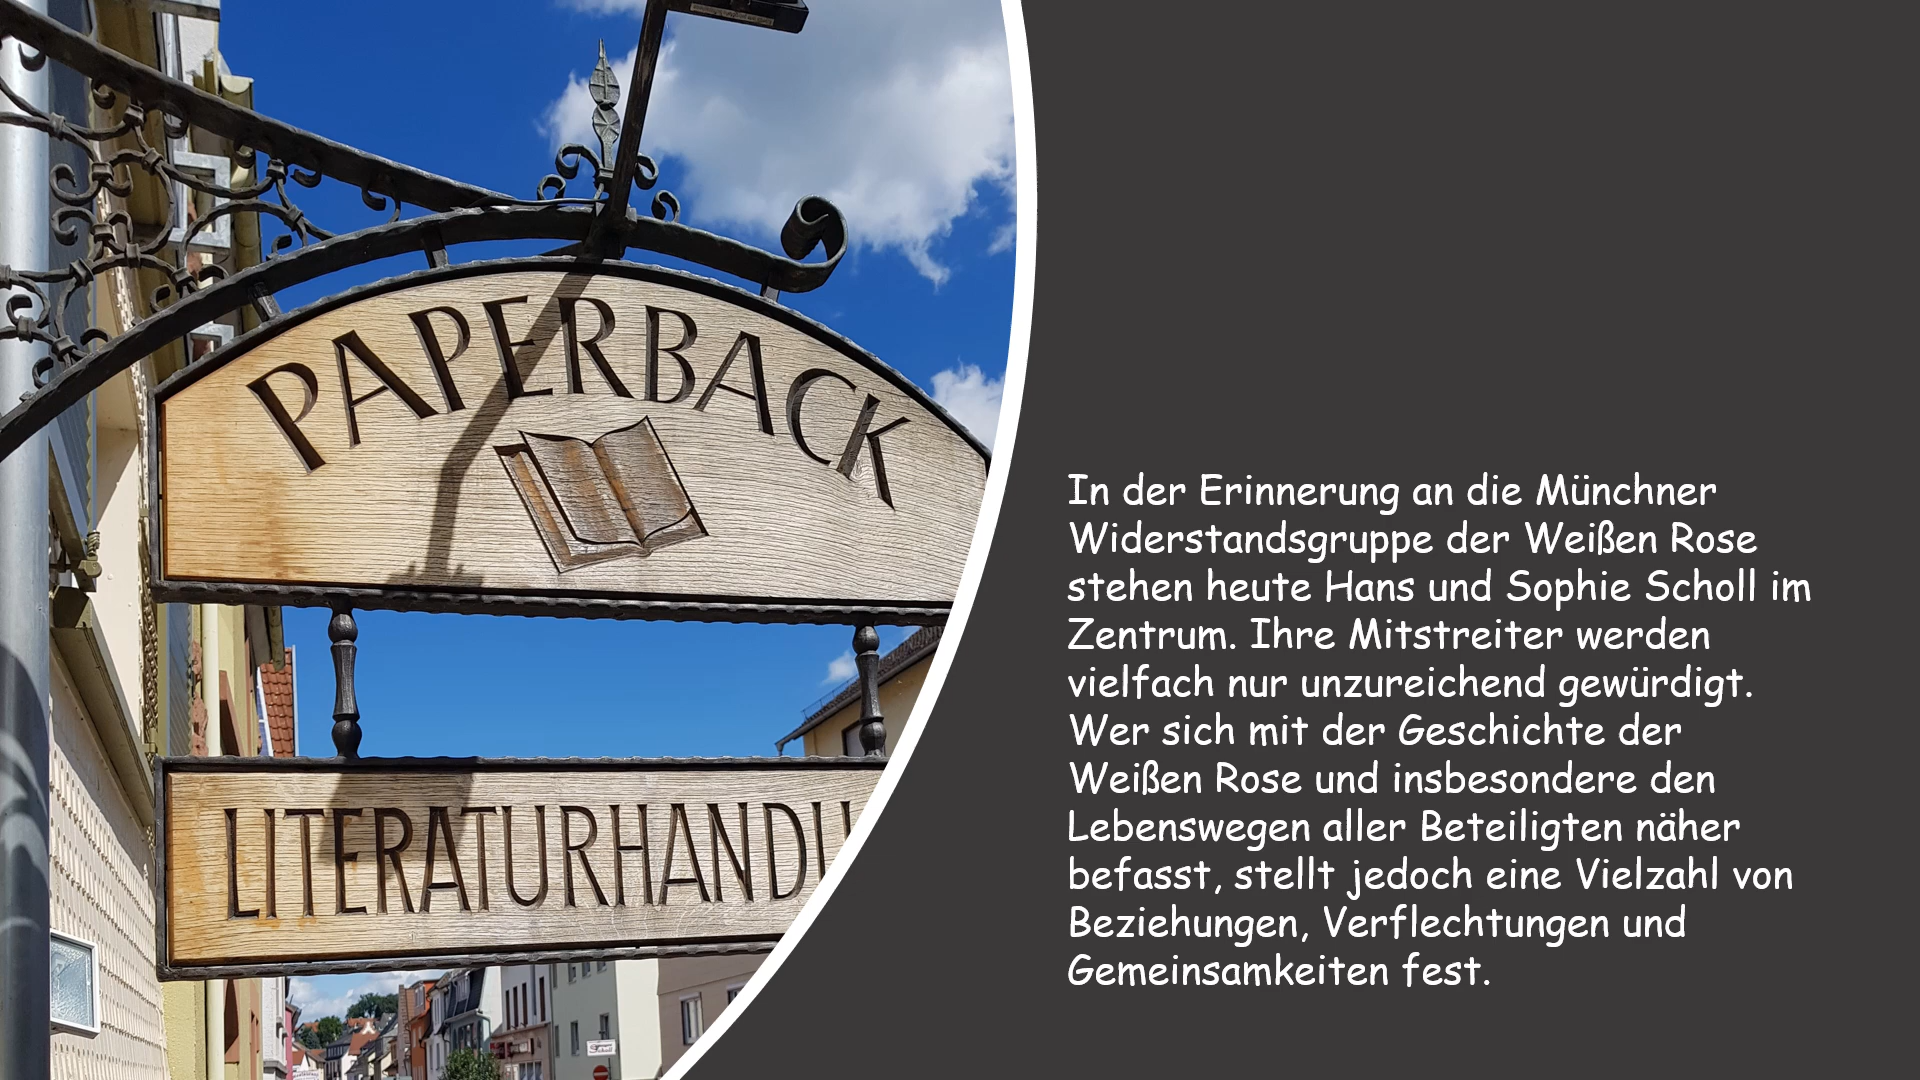 PAPERBACK
LITERATURHANDLU
In der Erinnerung an die Münchner
Widerstandsgruppe der Weißen Rose
stehen heute Hans und Sophie Scholl im
Zentrum. Ihre Mitstreiter werden
vielfach nur unzureichend gewürdigt.
Wer sich mit der Geschichte der
Weißen Rose und insbesondere den
Lebenswegen aller Beteiligten näher
befasst, stellt jedoch eine Vielzahl von
Beziehungen, Verflechtungen und
Gemeinsamkeiten fest.